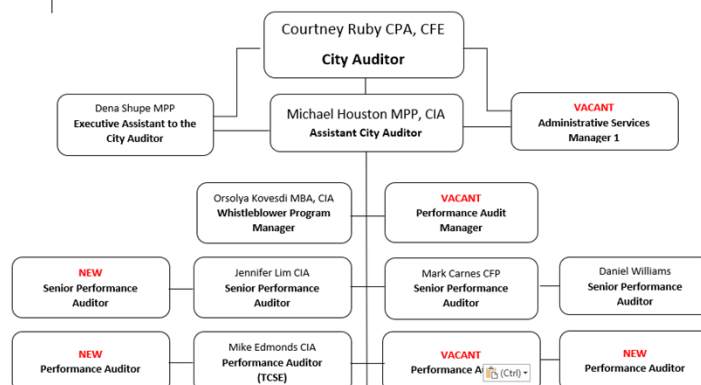 Courtney Ruby CPA, CFE
City Auditor
Dena Shupe MPP
Executive Assistant to the
City Auditor
Michael Houston MPP, CIA
Assistant City Auditor
VACANT
Administrative Services
Manager 1
Orsolya Kovesdi MBA, CIA
Whistleblower Program
Manager
VACANT
Performance Audit
Manager
NEW
Senior Performance
Auditor
Jennifer Lim CIA
Senior Performance
Auditor
Mark Carnes CFP
Senior Performance
Auditor
Daniel Williams
Senior Performance
Auditor
NEW
Performance Auditor
Mike Edmonds CIA
Performance Auditor
(TCSE)
VACANT
Performance
(Ctrl)
NEW
Performance Auditor